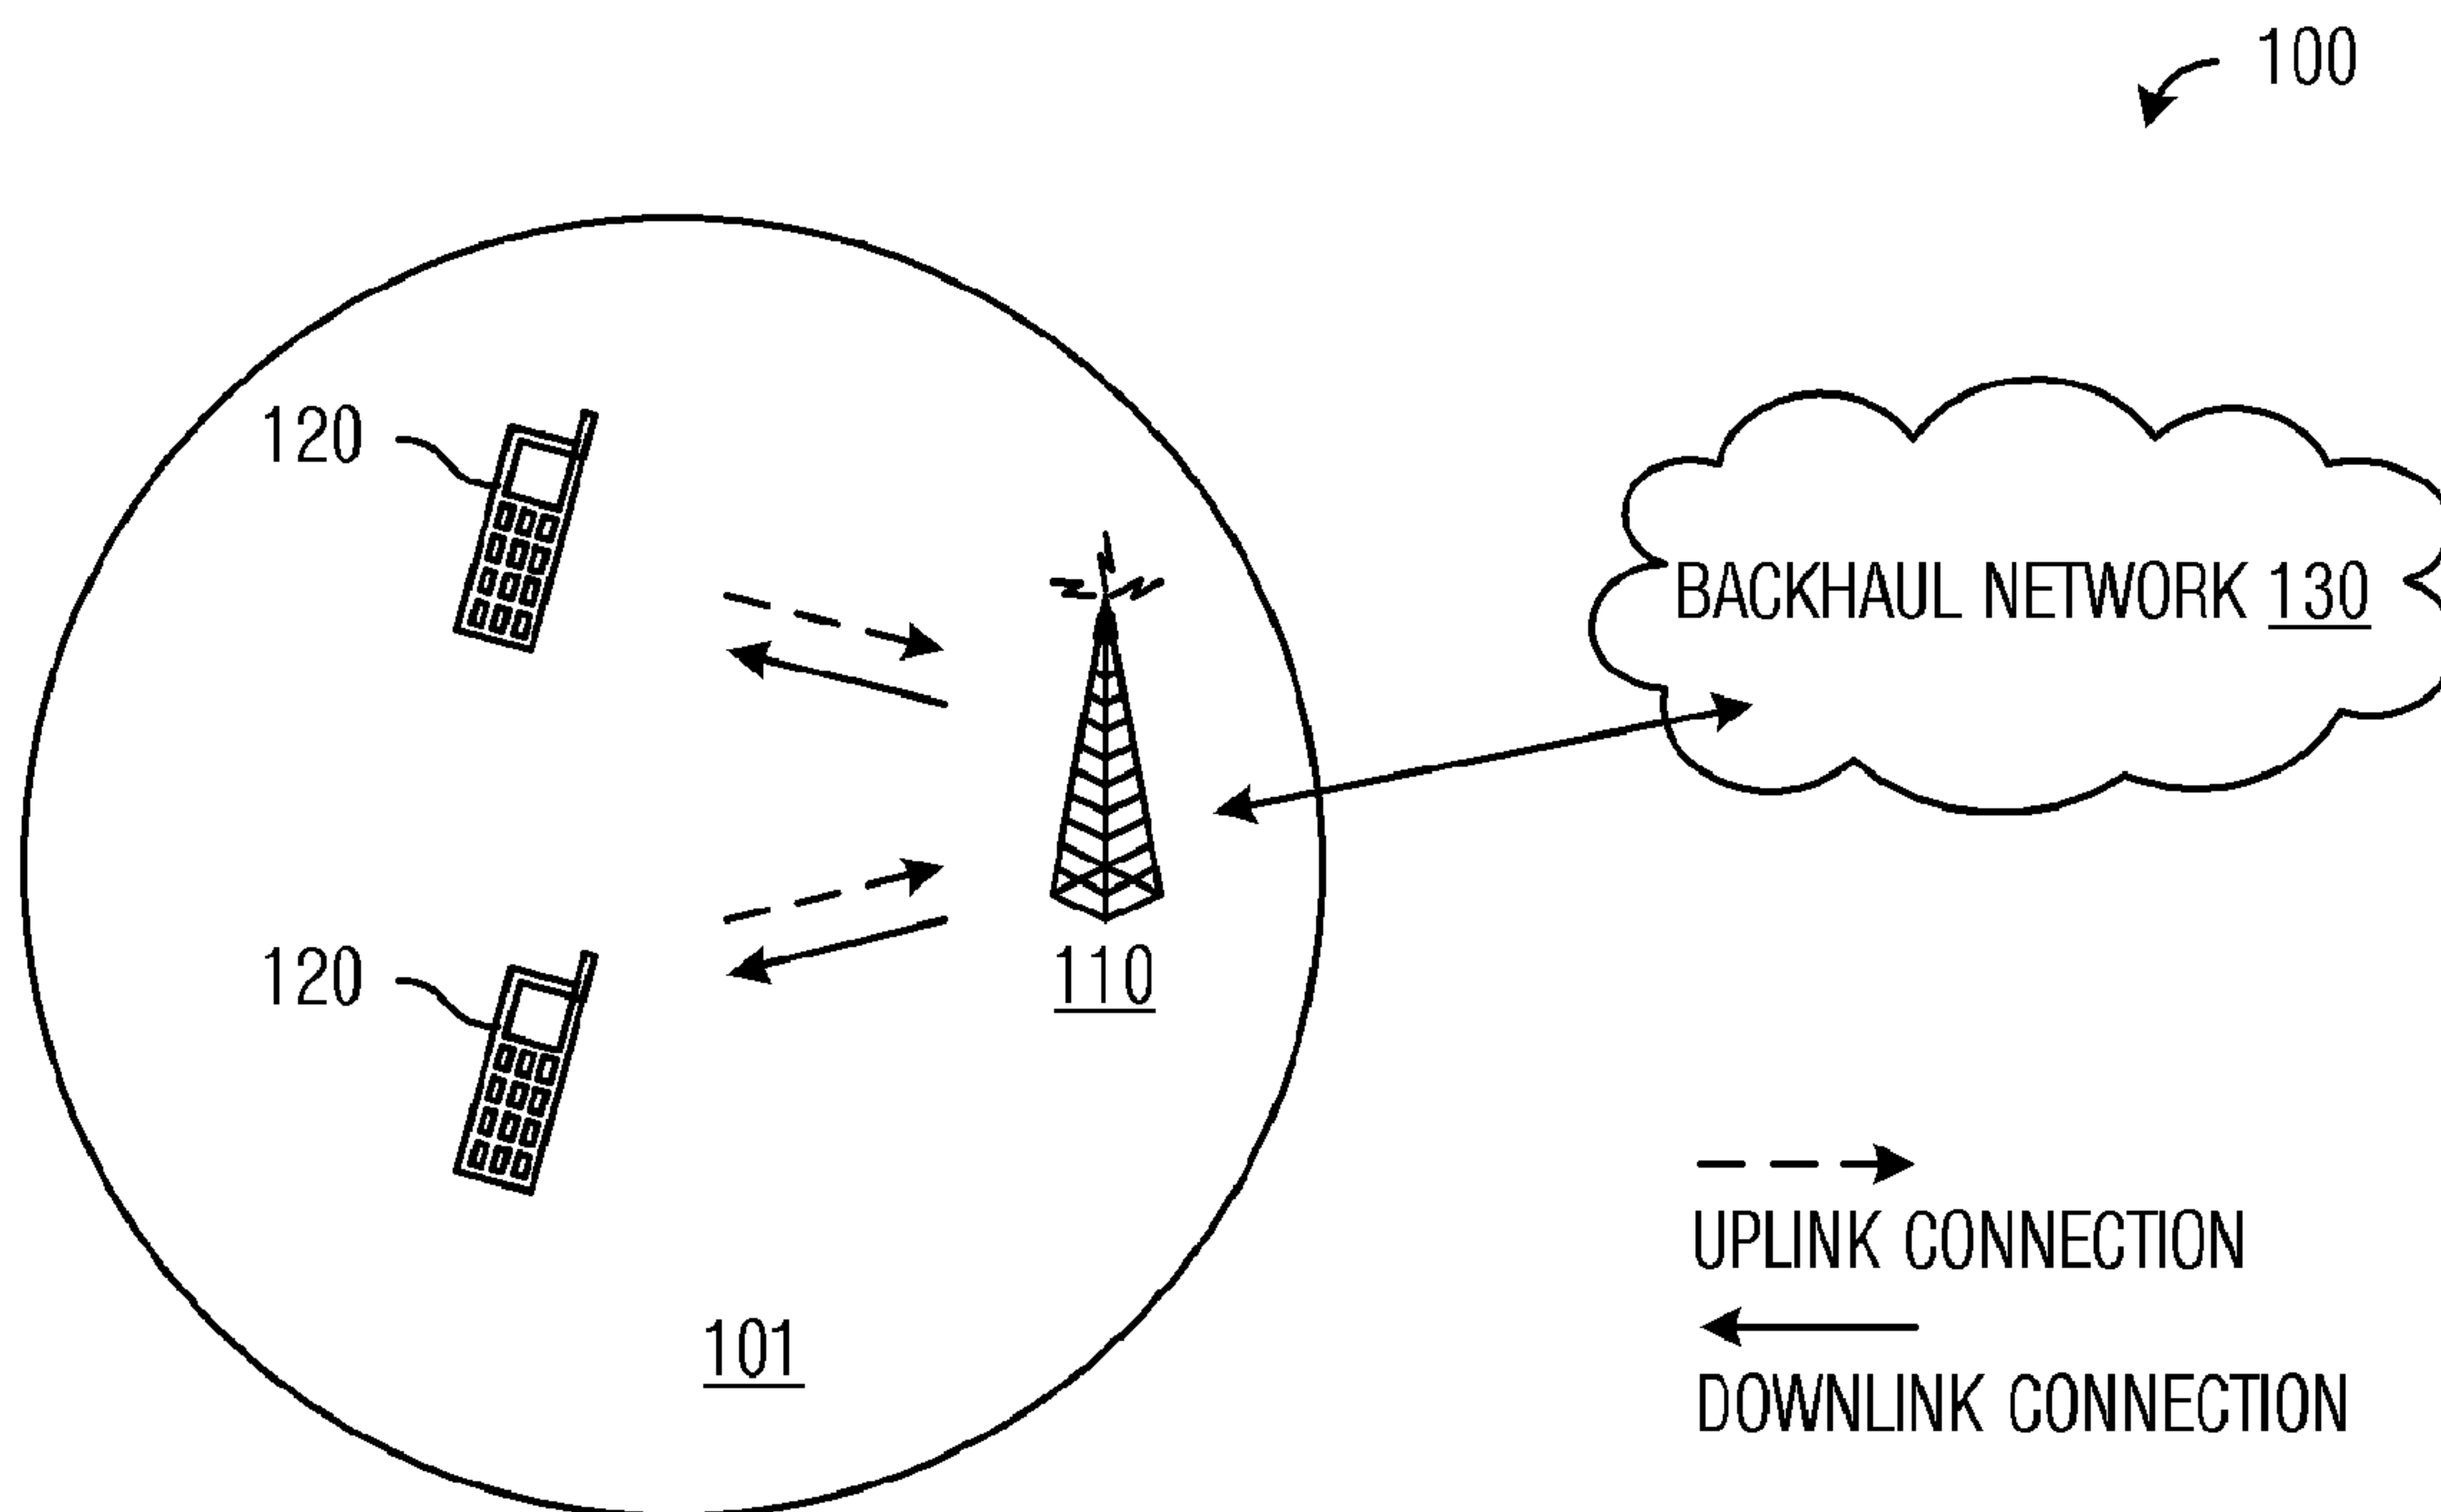 100
120
BACKHAUL NETWORK 130
120
110
UPLINK CONNECTION
101
DOWNLINK CONNECTION